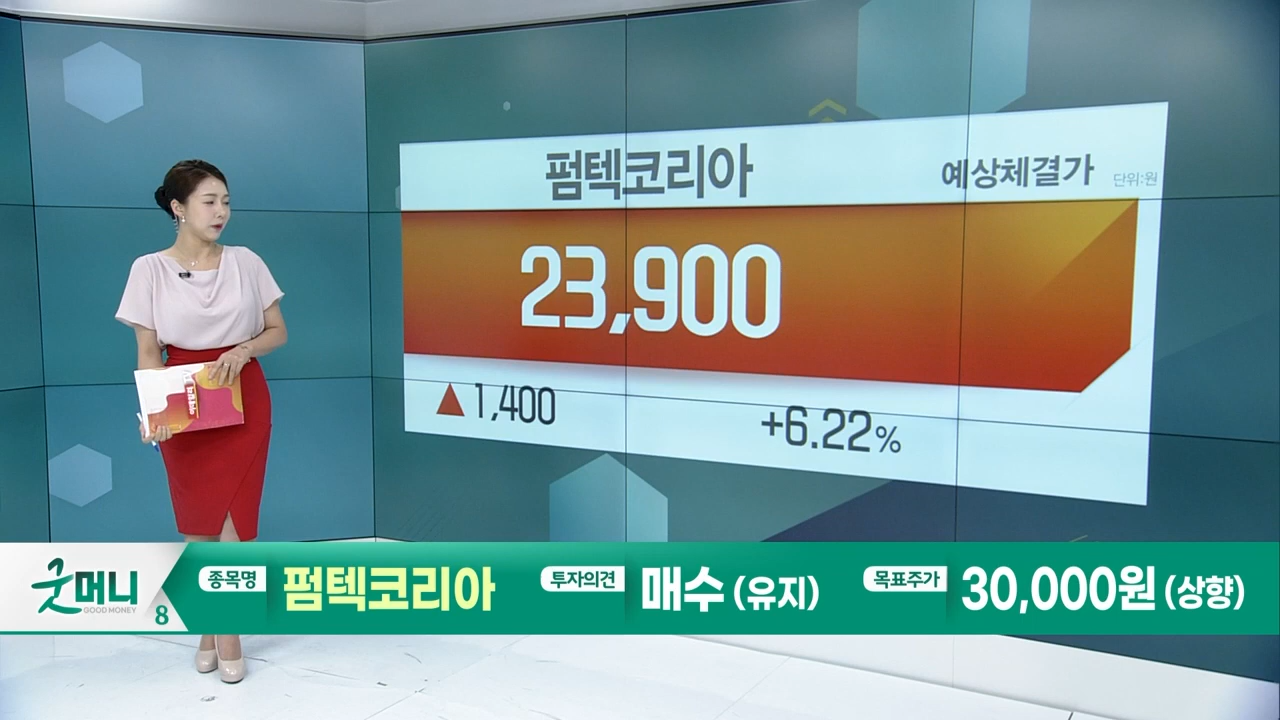 펌텍코리아
예상체결가 단위:원
23,900
▲1,400 +6.22%
굿머니
GOOD MONEY
8
종목명 펌텍코리아 투자의견 매수 (유지) 목표주가 30,000원 (상향)